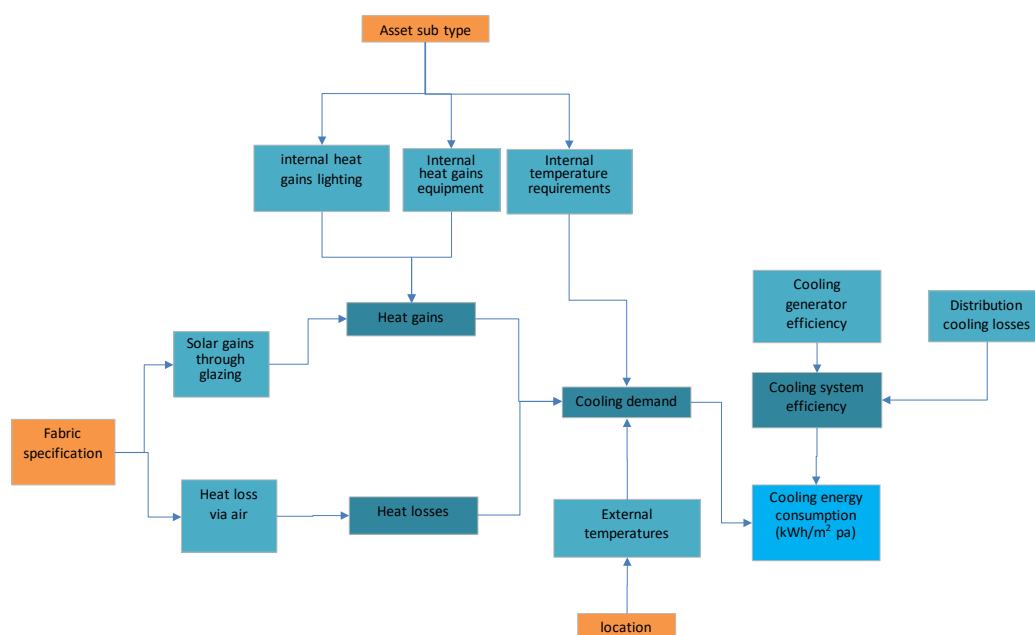 Asset sub type
internal heat
gains lighting
Internal
heat gains
equipment
Internal
temperature
requirements
Cooling
generator
efficiency
Distribution
cooling losses
Heat gains
Solar gains
through
glazing
Cooling demand
Cooling system
efficiency
Fabric
specification
Heat loss
via air
Heat losses
External
temperatures
Cooling energy
consumption
(kWh/m² pa)
location